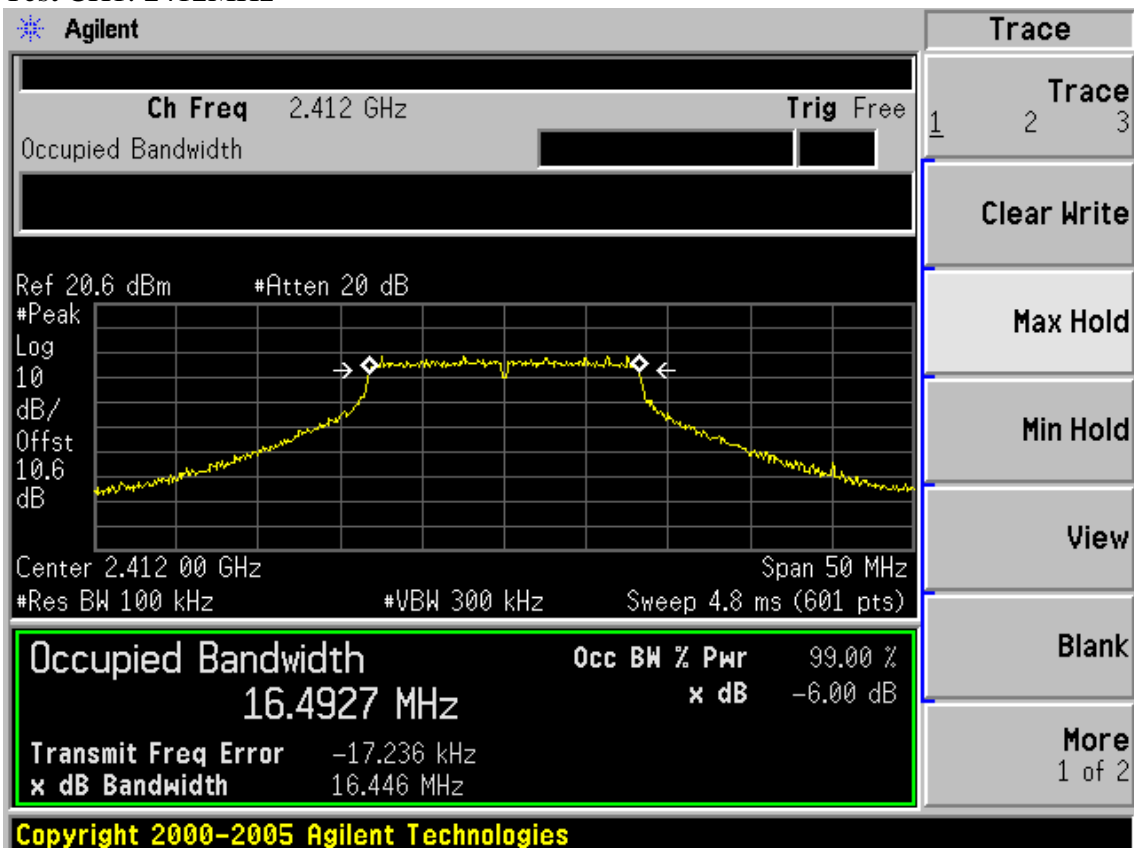 Agilent
Trace
Ch Freq 2.412 GHz Trig Free
Occupied Bandwidth
Trace
1 2 3
Clear Write
Max Hold
Min Hold
View
Blank
More
1 of 2
Ref 20.6 dBm #Atten 20 dB
#Peak
Log
10
dB/
Offst
10.6
dB
Center 2.412 00 GHz Span 50 MHz
#Res BW 100 kHz #VBW 300 kHz Sweep 4.8 ms (601 pts)
Occupied Bandwidth
16.4927 MHz
Occ BW % Pwr 99.00 %
x dB -6.00 dB
Transmit Freq Error -17.236 kHz
x dB Bandwidth 16.446 MHz
Copyright 2000-2005 Agilent Technologies